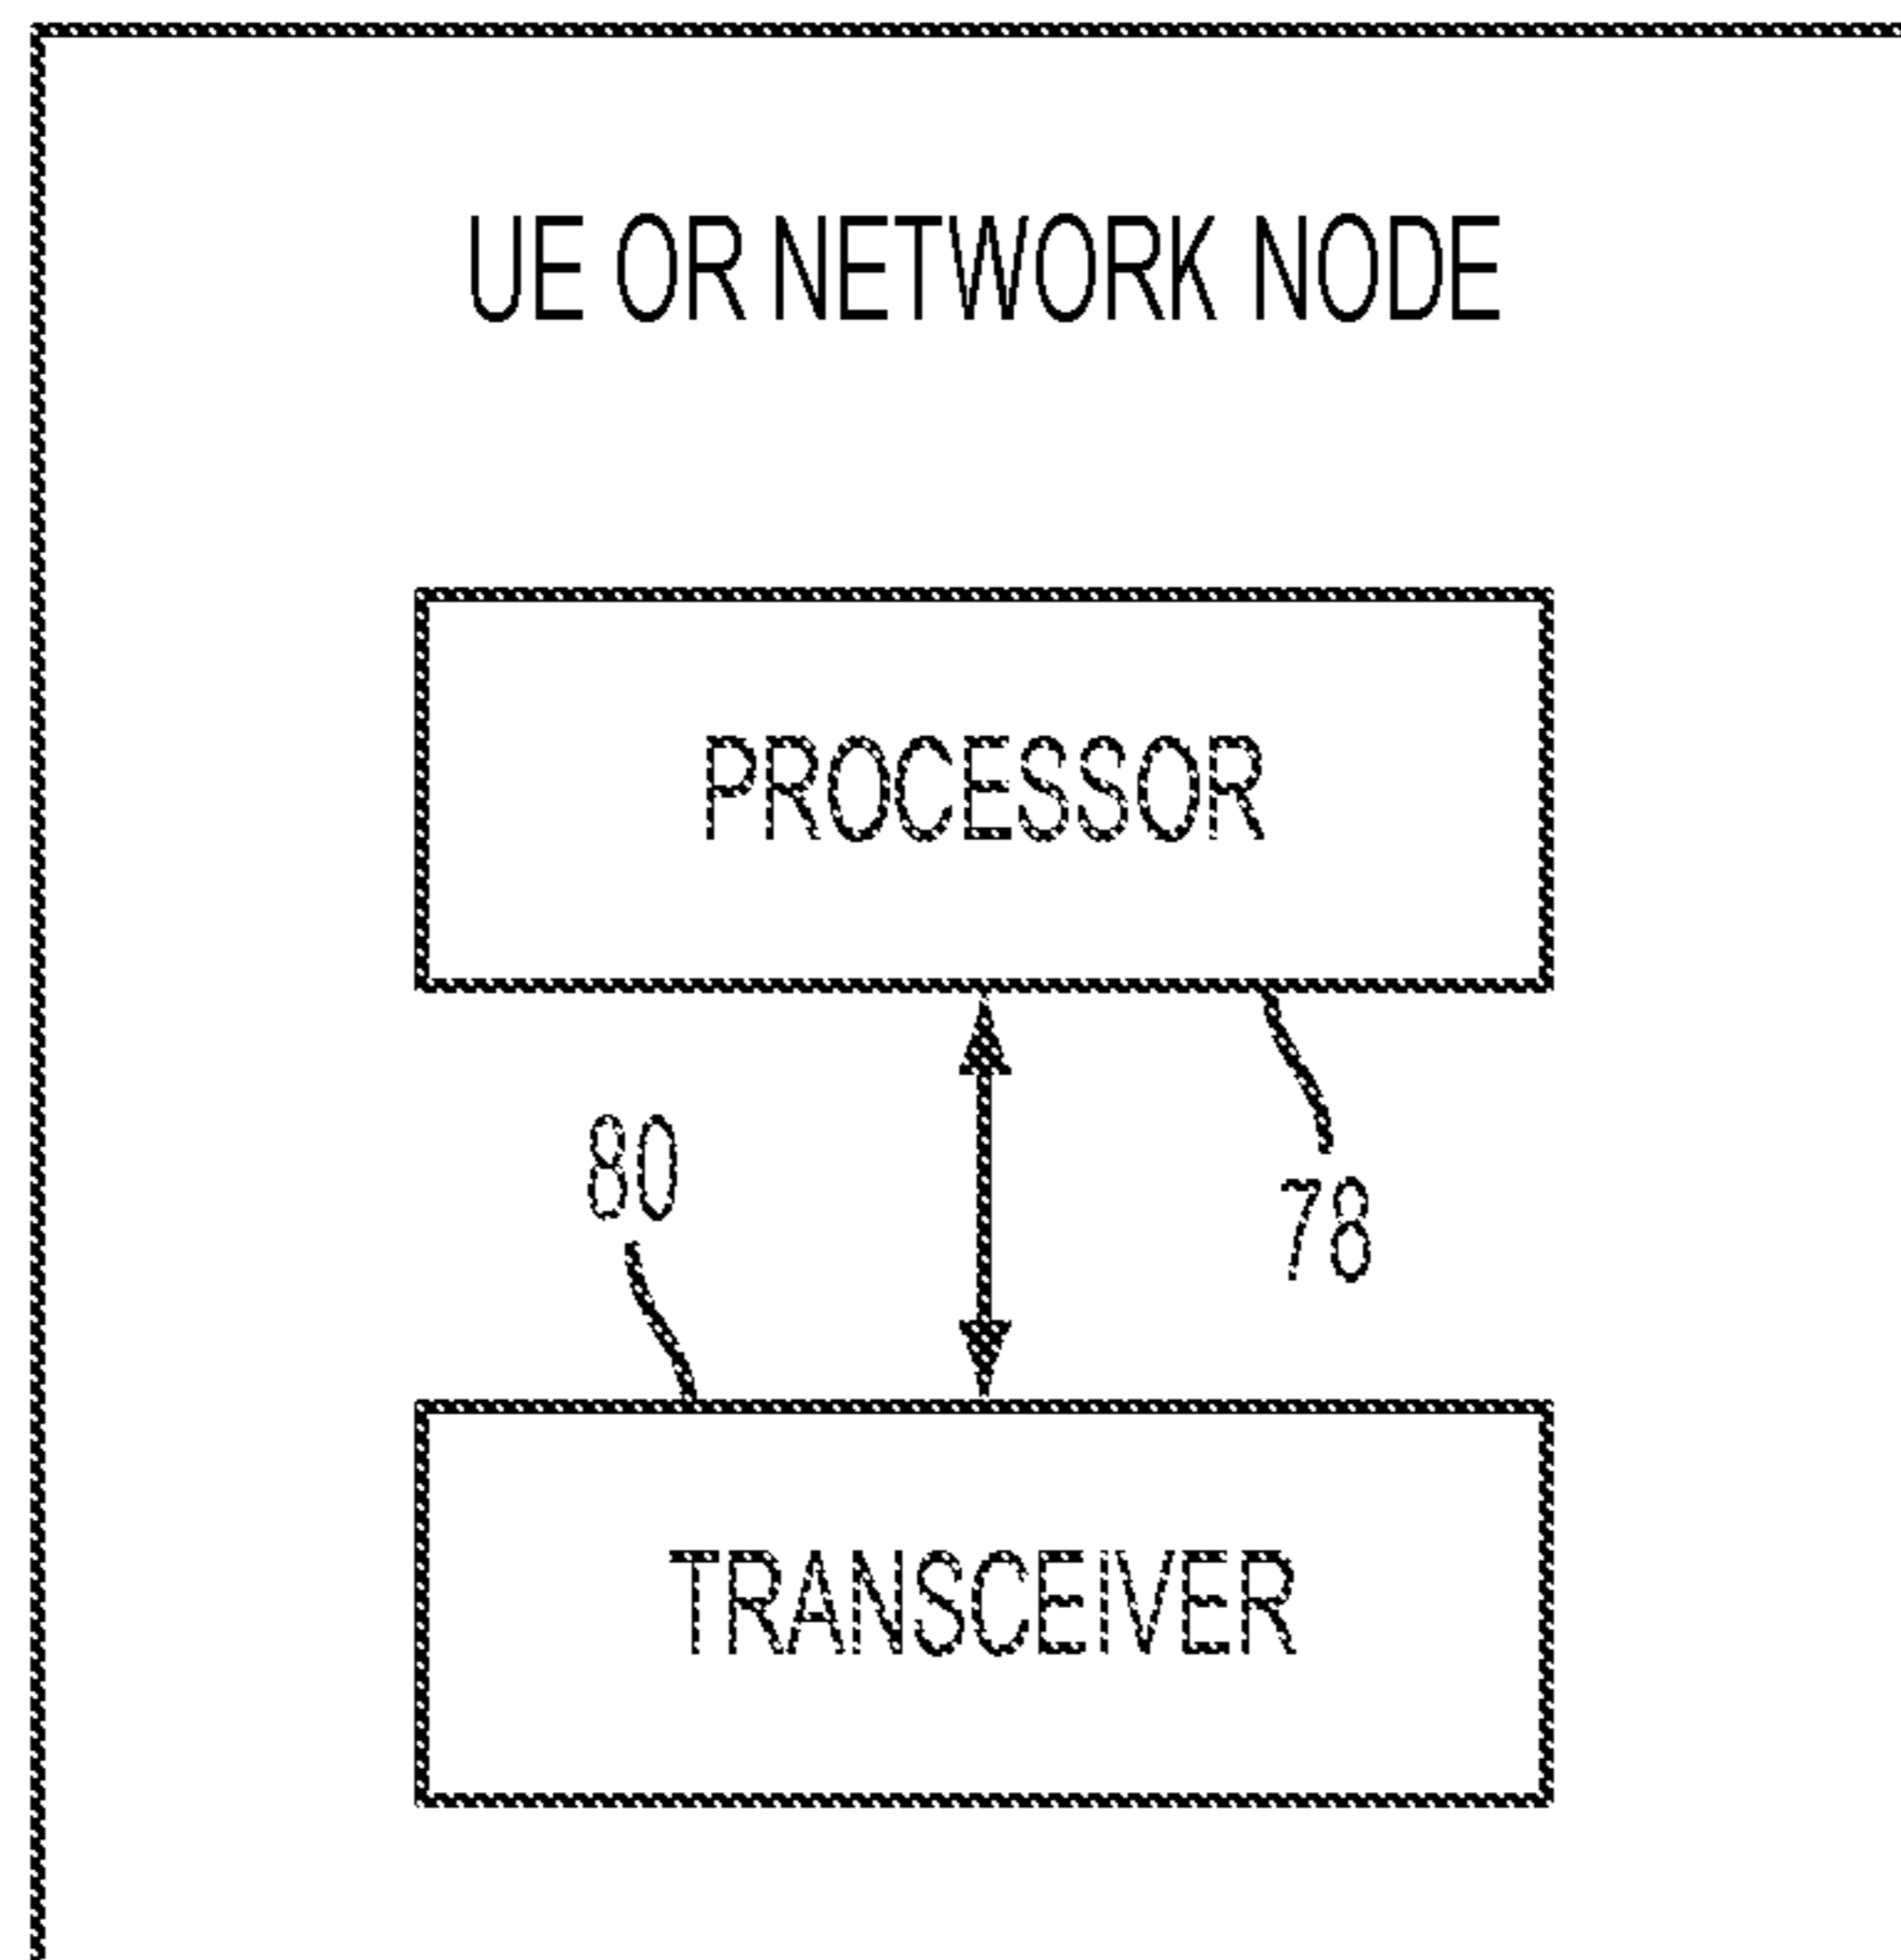 UE OR NETWORK NODE
PROCESSOR
80
78
TRANSCEIVER